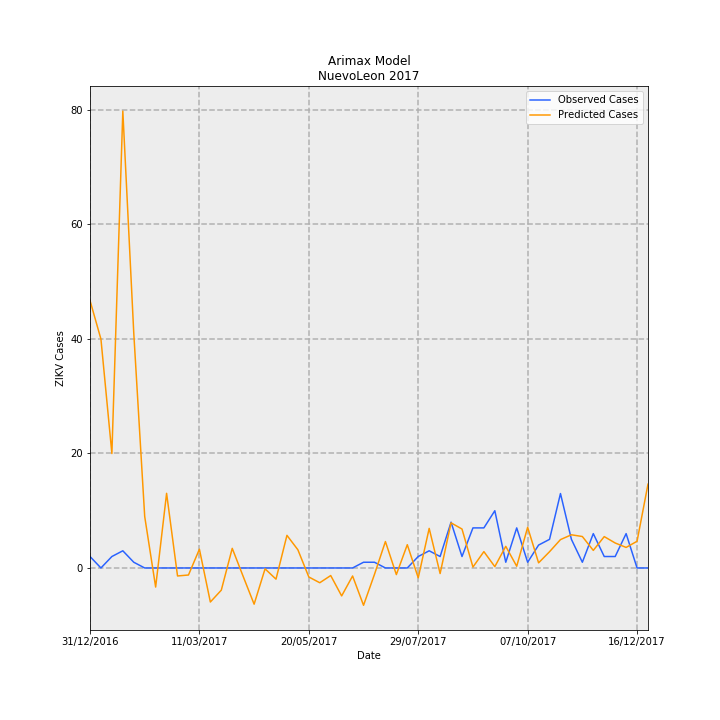 Arimax Model
NuevoLeon 2017
Observed Cases
Predicted Cases
80
60
40
20
0
ZIKV Cases
31/12/2016
11/03/2017
20/05/2017
29/07/2017
07/10/2017
16/12/2017
Date